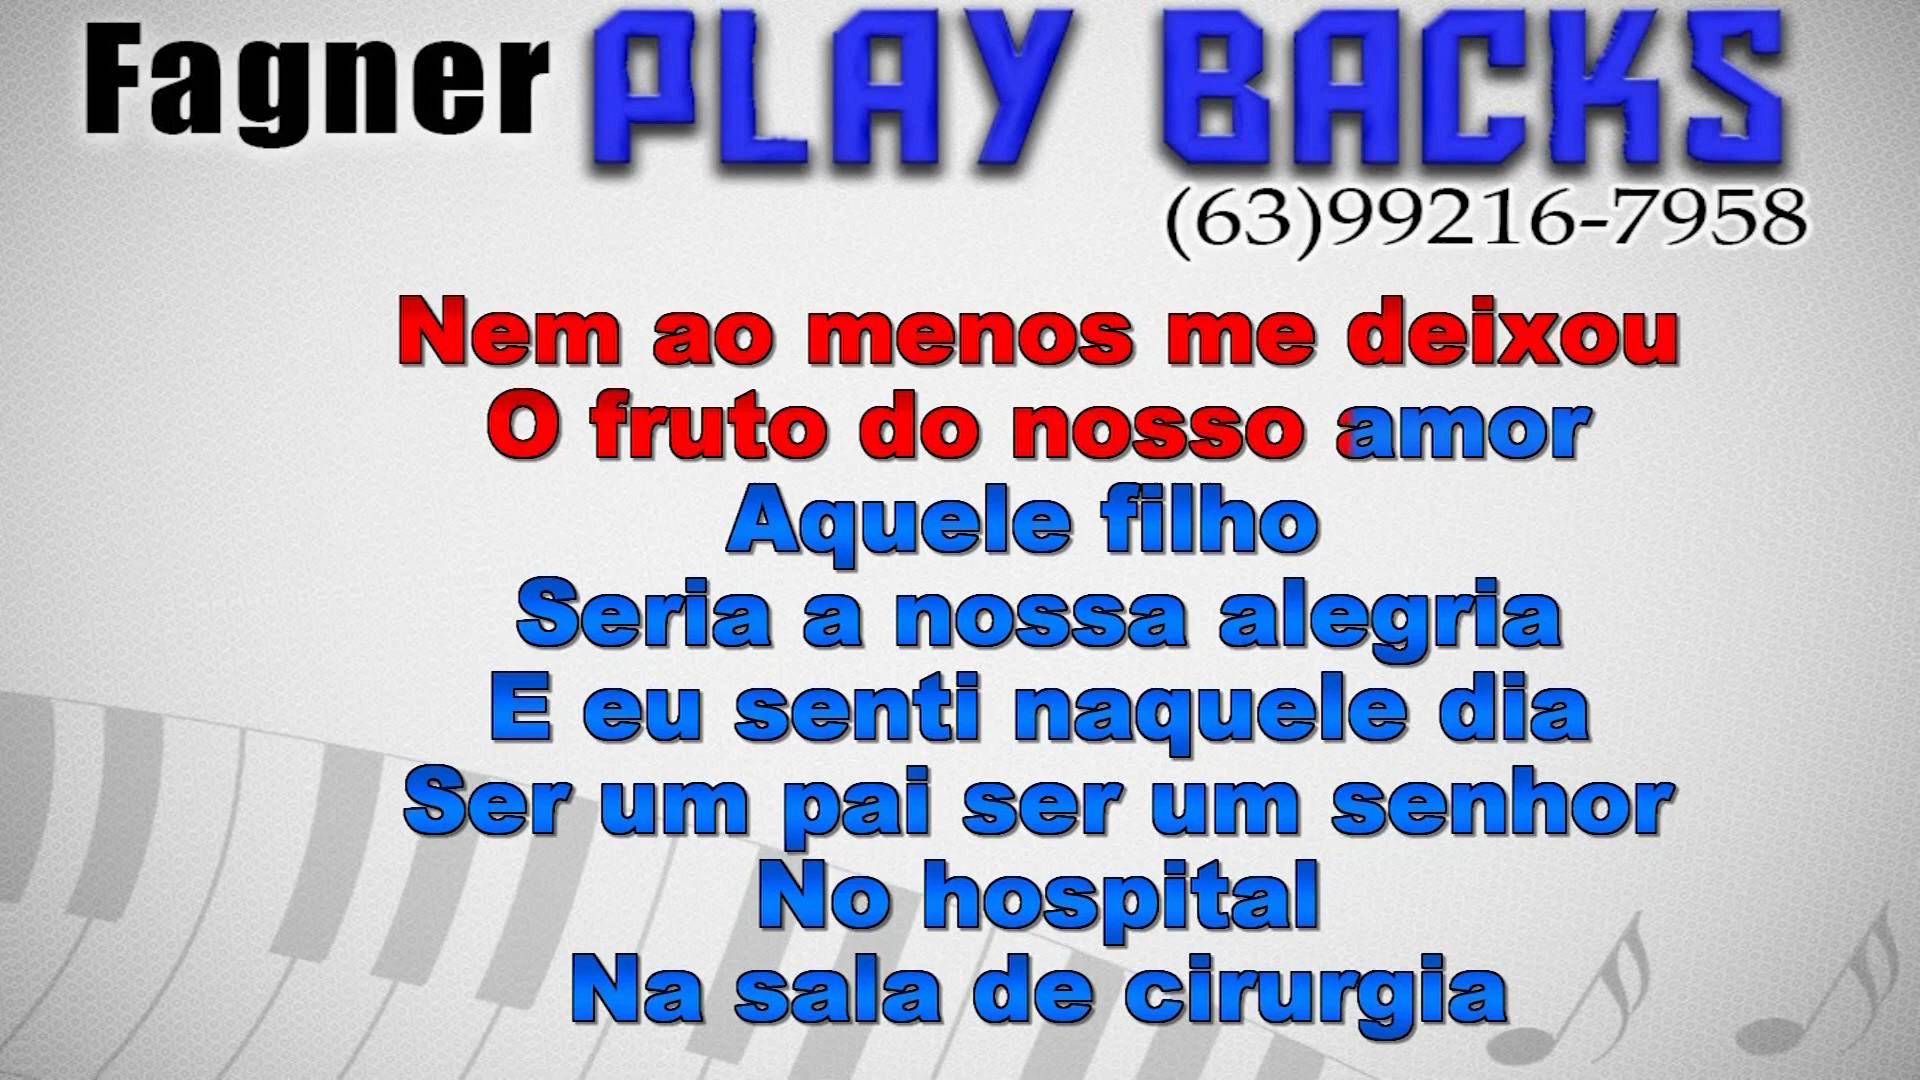 Fagner PLAY BACKS
(63)99216-7958
Nem ao menos me deixou
O fruto do nosso amor
Aquele filho
Seria a nossa alegria
E eu senti naquele dia
Ser um pai ser um senhor
No hospital
Na sala de cirurgia